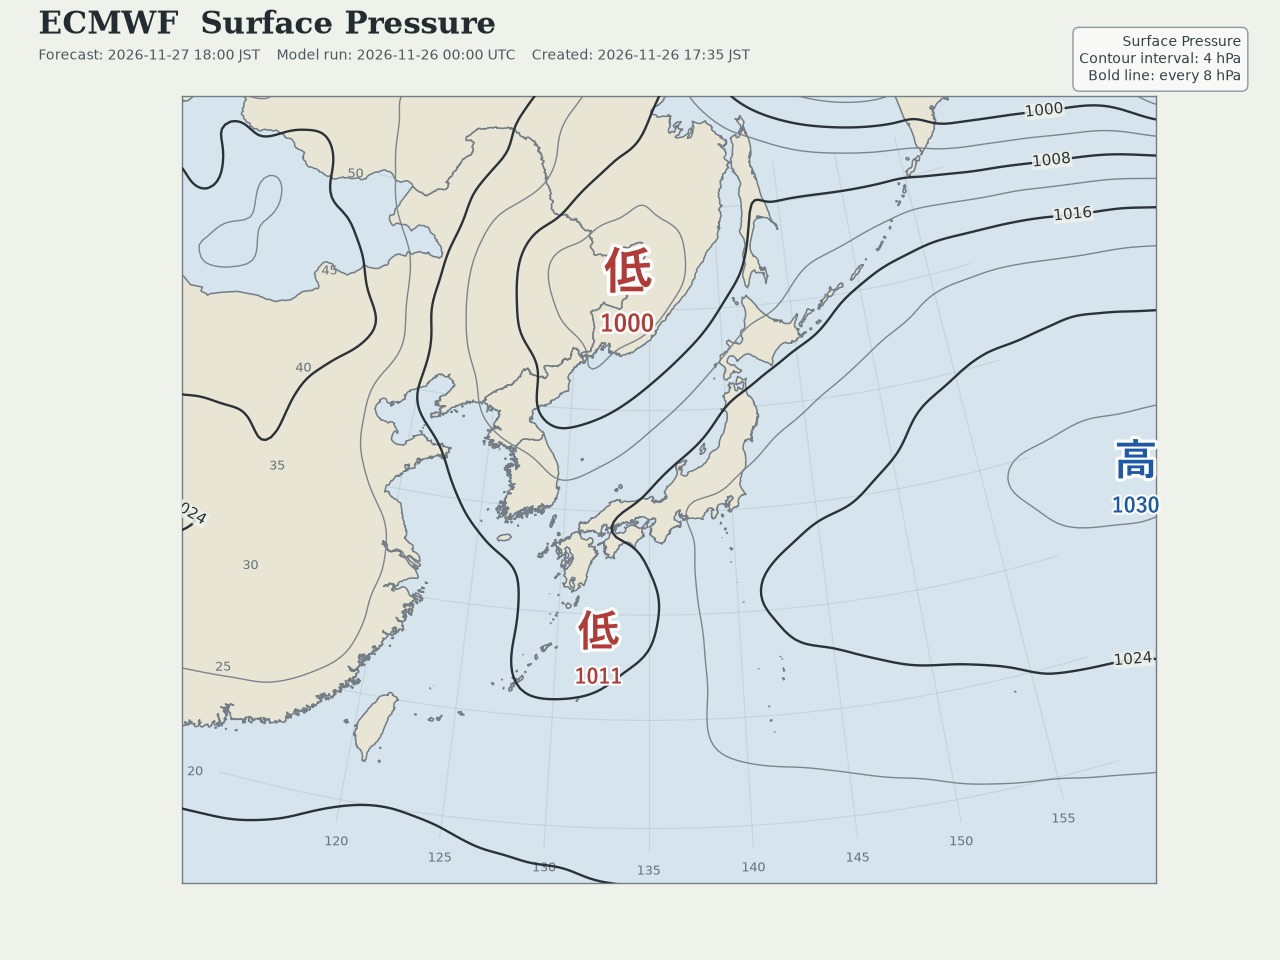 ECMWF  Surface Pressure
Forecast: 2026-11-27 18:00 JST    Model run: 2026-11-26 00:00 UTC    Created: 2026-11-26 17:35 JST
Surface Pressure
Contour interval: 4 hPa
Bold line: every 8 hPa
1000
1008
50
1016
45
低
1000
40
高
35
1030
024
30
低
1024
25
1011
20
155
120
150
125
145
130
140
135